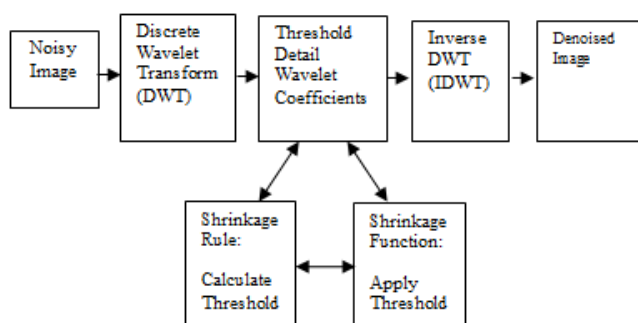 Noisy
Image
Discrete
Wavelet
Transform
(DWT)
Threshold
Detail
Wavelet
Coefficients
Inverse
DWT
(IDWT)
Denoised
Image
Shrinkage
Rule:
Calculate
Threshold
Shrinkage
Function:
Apply
Threshold